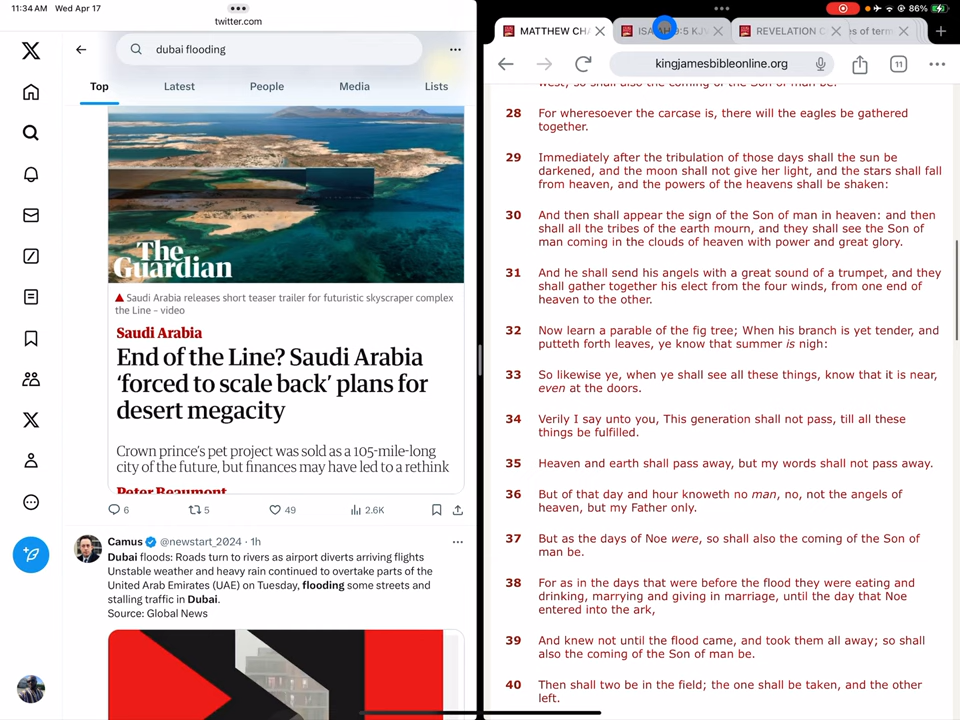 11:34 AM Wed Apr 17
twitter.com
86%
dubai flooding
Top Latest People Media Lists
The
Guardian
Saudi Arabia releases short teaser trailer for futuristic skyscraper complex
the Line – video
Saudi Arabia
End of the Line? Saudi Arabia
‘forced to scale back’ plans for
desert megacity
Crown prince’s pet project was sold as a 105-mile-long
city of the future, but finances may have led to a rethink
Peter Beaumont
6 5 49 2.6K
Camus @newstart_2024 · 1h
Dubai floods: Roads turn to rivers as airport diverts arriving flights
Unstable weather and heavy rain continued to overtake parts of the
United Arab Emirates (UAE) on Tuesday, flooding some streets and
stalling traffic in Dubai.
Source: Global News
MATTHEW CHA 9:5 KJV REVELATION C es of term
kingjamesbibleonline.org
11
west, so shall also the coming of the Son of man be.
28 For wheresoever the carcase is, there will the eagles be gathered
together.
29 Immediately after the tribulation of those days shall the sun be
darkened, and the moon shall not give her light, and the stars shall fall
from heaven, and the powers of the heavens shall be shaken:
30 And then shall appear the sign of the Son of man in heaven: and then
shall all the tribes of the earth mourn, and they shall see the Son of
man coming in the clouds of heaven with power and great glory.
31 And he shall send his angels with a great sound of a trumpet, and they
shall gather together his elect from the four winds, from one end of
heaven to the other.
32 Now learn a parable of the fig tree; When his branch is yet tender, and
putteth forth leaves, ye know that summer is nigh:
33 So likewise ye, when ye shall see all these things, know that it is near,
even at the doors.
34 Verily I say unto you, This generation shall not pass, till all these
things be fulfilled.
35 Heaven and earth shall pass away, but my words shall not pass away.
36 But of that day and hour knoweth no man, no, not the angels of
heaven, but my Father only.
37 But as the days of Noe were, so shall also the coming of the Son of
man be.
38 For as in the days that were before the flood they were eating and
drinking, marrying and giving in marriage, until the day that Noe
entered into the ark,
39 And knew not until the flood came, and took them all away; so shall
also the coming of the Son of man be.
40 Then shall two be in the field; the one shall be taken, and the other
left.